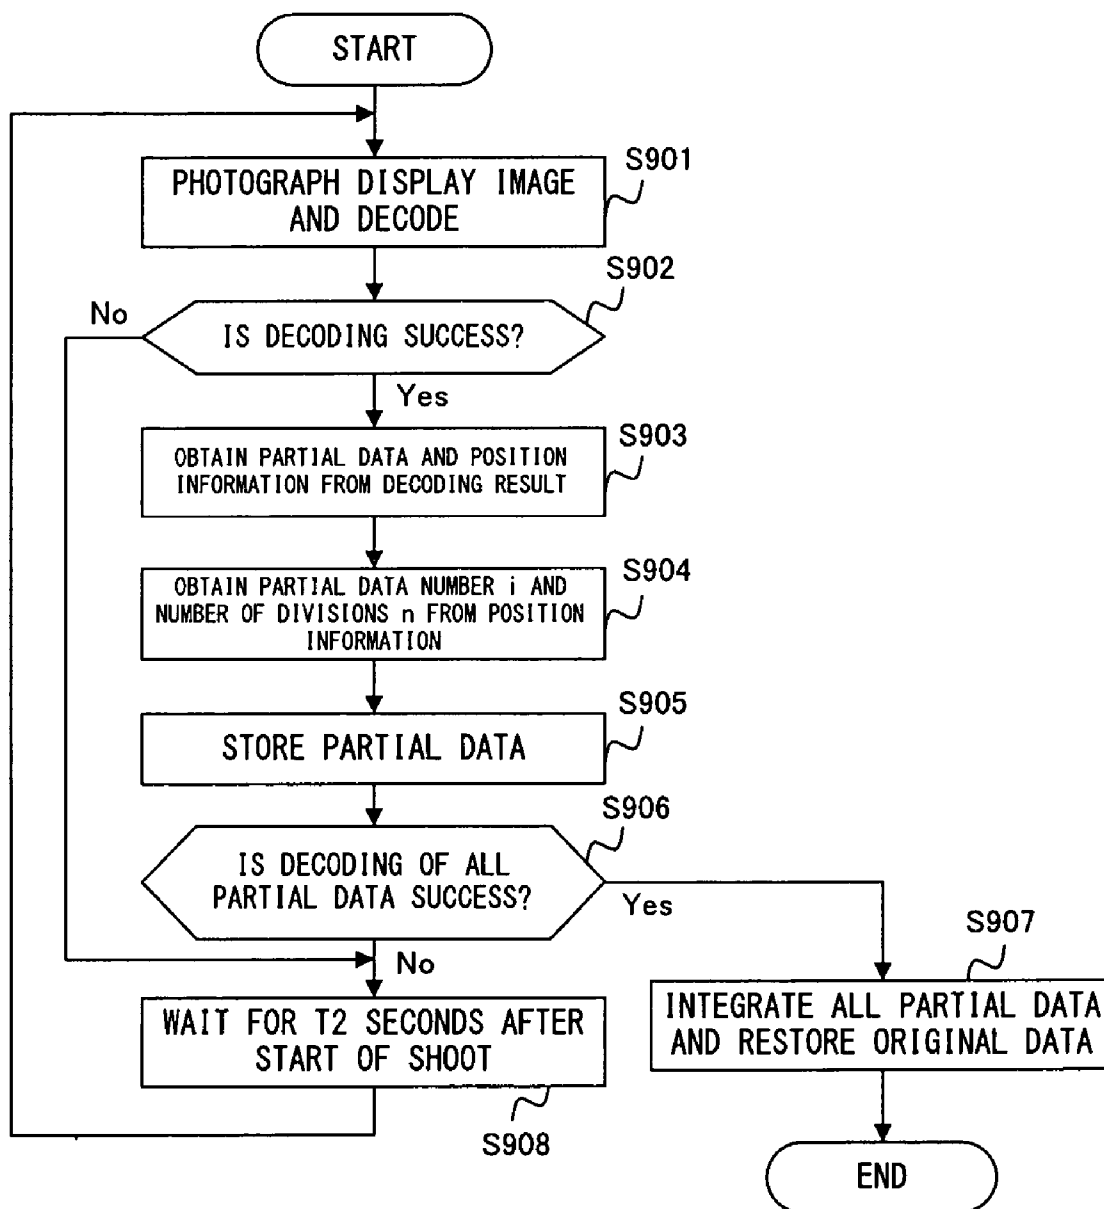 START
S901
PHOTOGRAPH DISPLAY IMAGE
AND DECODE
S902
No
IS DECODING SUCCESS?
Yes
S903
OBTAIN PARTIAL DATA AND POSITION
INFORMATION FROM DECODING RESULT
S904
OBTAIN PARTIAL DATA NUMBER i AND
NUMBER OF DIVISIONS n FROM POSITION
INFORMATION
S905
STORE PARTIAL DATA
S906
IS DECODING OF ALL
PARTIAL DATA SUCCESS?
Yes
No
S907
INTEGRATE ALL PARTIAL DATA
AND RESTORE ORIGINAL DATA
WAIT FOR T2 SECONDS AFTER
START OF SHOOT
S908
END